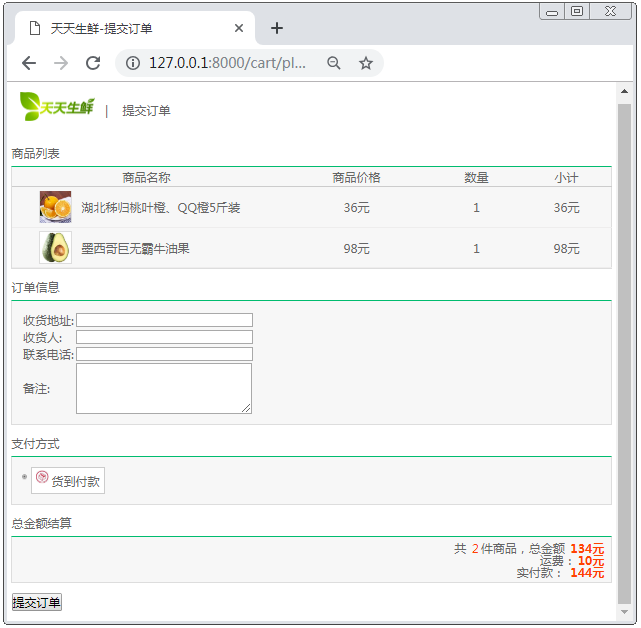 天天生鲜-提交订单
127.0.0.1:8000/cart/pl...
天天生鲜 | 提交订单
商品列表
商品名称 商品价格 数量 小计
湖北秭归桃叶橙、QQ橙5斤装 36元 1 36元
墨西哥巨无霸牛油果 98元 1 98元
订单信息
收货地址:
收货人:
联系电话:
备注:
支付方式
货到付款
总金额结算
共 2件商品，总金额 134元
运费：10元
实付款： 144元
提交订单